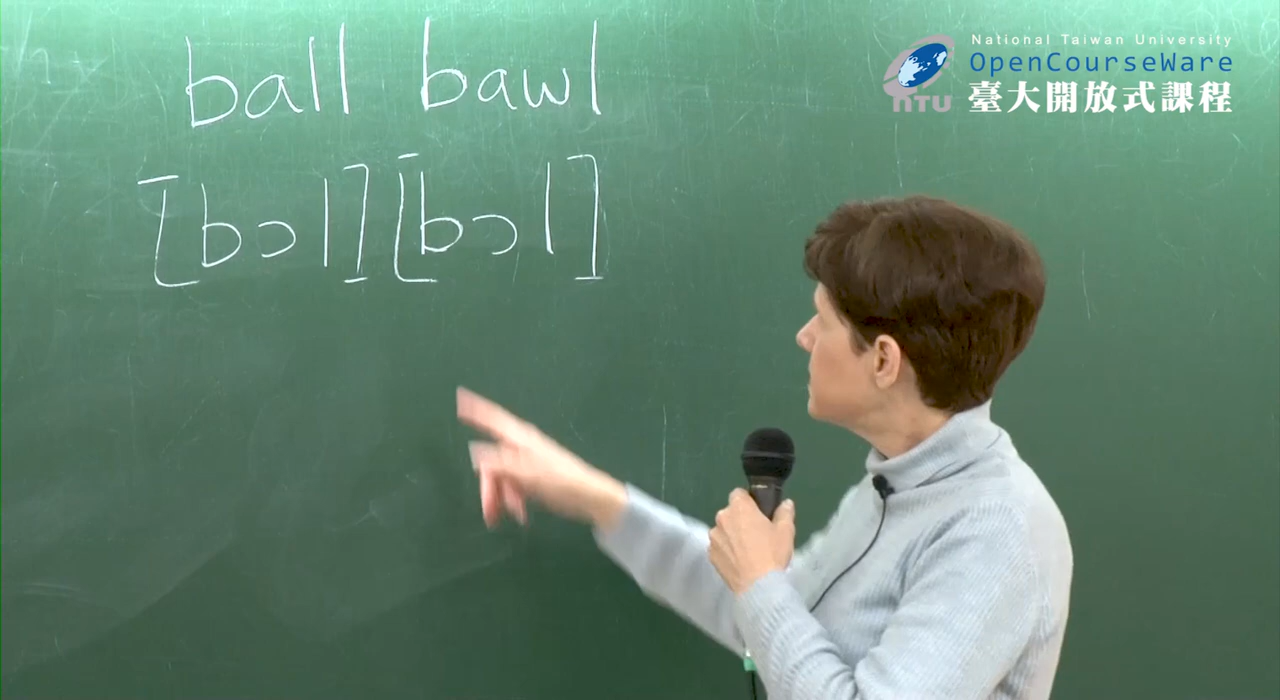 ball bawl
[bɔl] [bɔl]
National Taiwan University
OpenCourseWare
臺大開放式課程
NTU